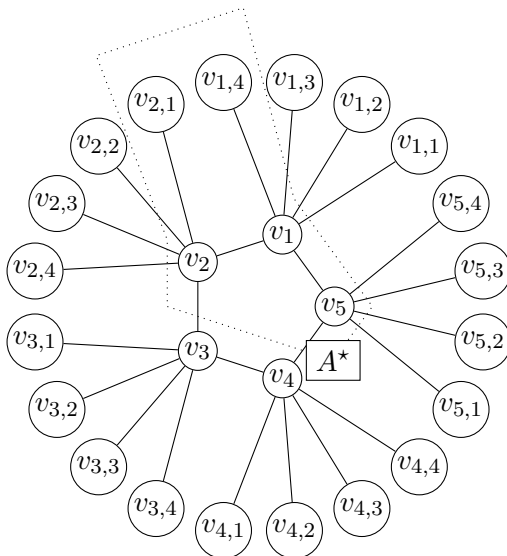 v1,4 v1,3
v2,1 v1,2
v2,2 v1,1
v2,3 v5,4
v1
v2,4 v2 v5,3
v5
v3,1 v5,2
v3 A⋆
v4
v3,2 v5,1
v3,3 v4,4
v3,4 v4,3
v4,1 v4,2